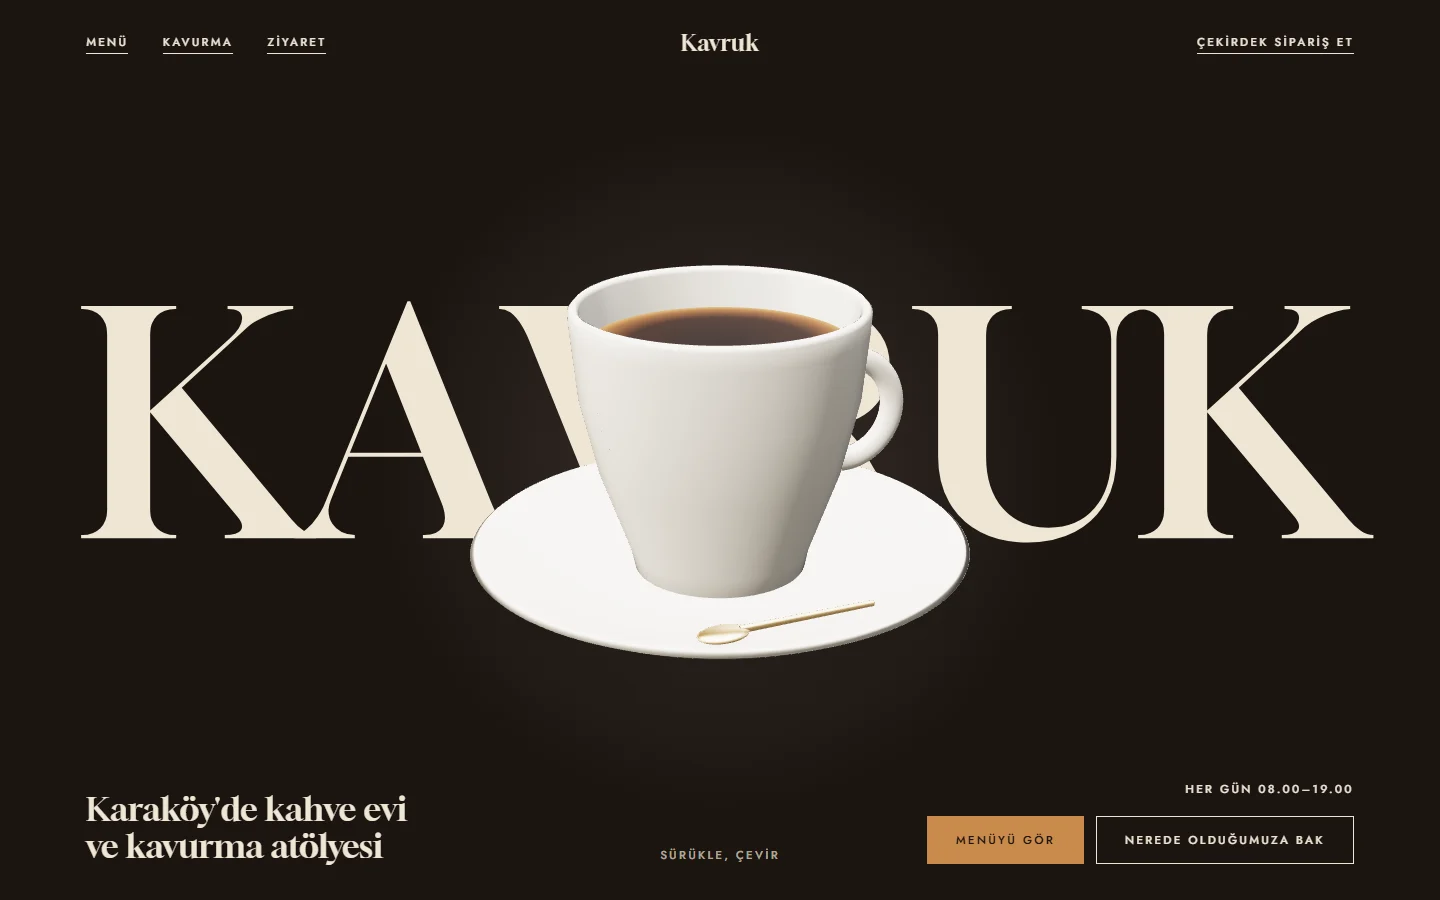 MENÜ KAVURMA ZİYARET Kavruk ÇEKİRDEK SİPARİŞ ET
KAVRUK
HER GÜN 08.00–19.00
Karaköy'de kahve evi
ve kavurma atölyesi
SÜRÜKLE, ÇEVİR
MENÜYÜ GÖR
NEREDE OLDUĞUMUZA BAK